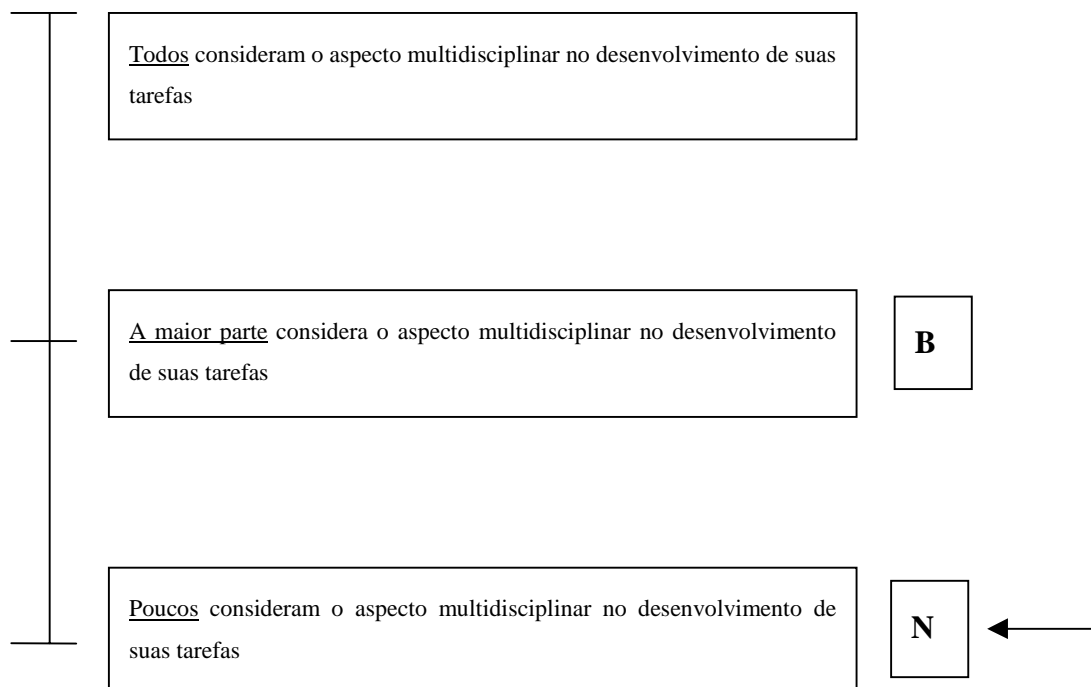 Todos consideram o aspecto multidisciplinar no desenvolvimento de suas
tarefas
A maior parte considera o aspecto multidisciplinar no desenvolvimento
de suas tarefas
B
Poucos consideram o aspecto multidisciplinar no desenvolvimento de
suas tarefas
N